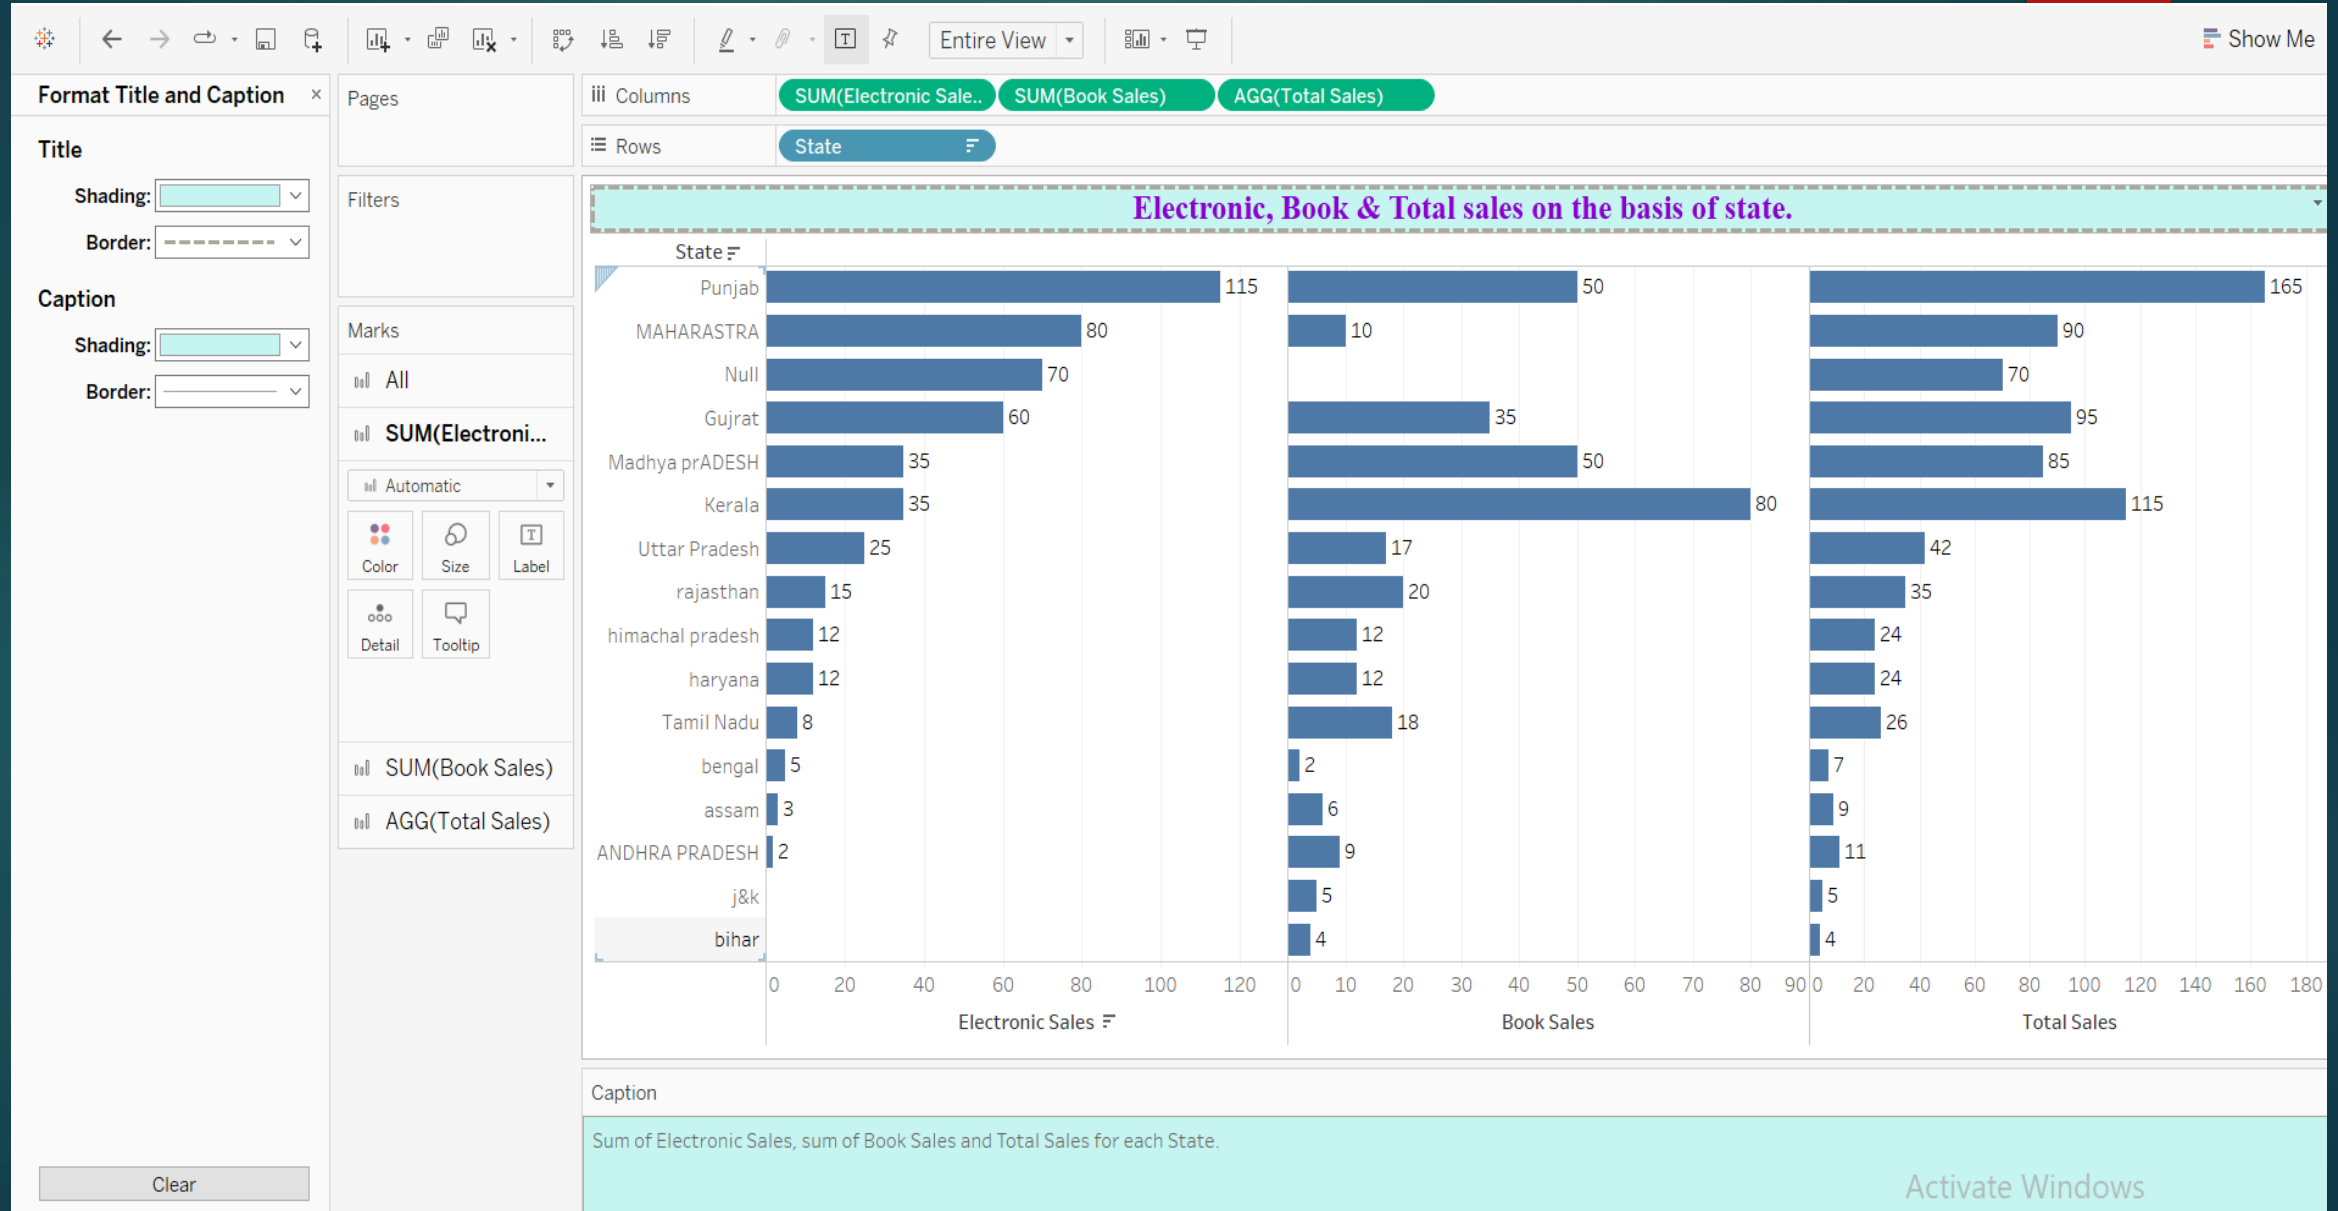 Entire View
Show Me
Format Title and Caption ×
Title
Shading:
Border:
Caption
Shading:
Border:
Clear
Pages
Filters
Marks
All
SUM(Electroni...
Automatic
Color Size Label
Detail Tooltip
SUM(Book Sales)
AGG(Total Sales)
Columns SUM(Electronic Sale.. SUM(Book Sales) AGG(Total Sales)
Rows State
Electronic, Book & Total sales on the basis of state.
State
Punjab 115 50 165
MAHARASTRA 80 10 90
Null 70 70
Gujrat 60 35 95
Madhya prADESH 35 50 85
Kerala 35 80 115
Uttar Pradesh 25 17 42
rajasthan 15 20 35
himachal pradesh 12 12 24
haryana 12 12 24
Tamil Nadu 8 18 26
bengal 5 2 7
assam 3 6 9
ANDHRA PRADESH 2 9 11
j&k 5 5
bihar 4 4
0 20 40 60 80 100 120 0 10 20 30 40 50 60 70 80 90 0 20 40 60 80 100 120 140 160 180
Electronic Sales Book Sales Total Sales
Caption
Sum of Electronic Sales, sum of Book Sales and Total Sales for each State.
Activate Windows